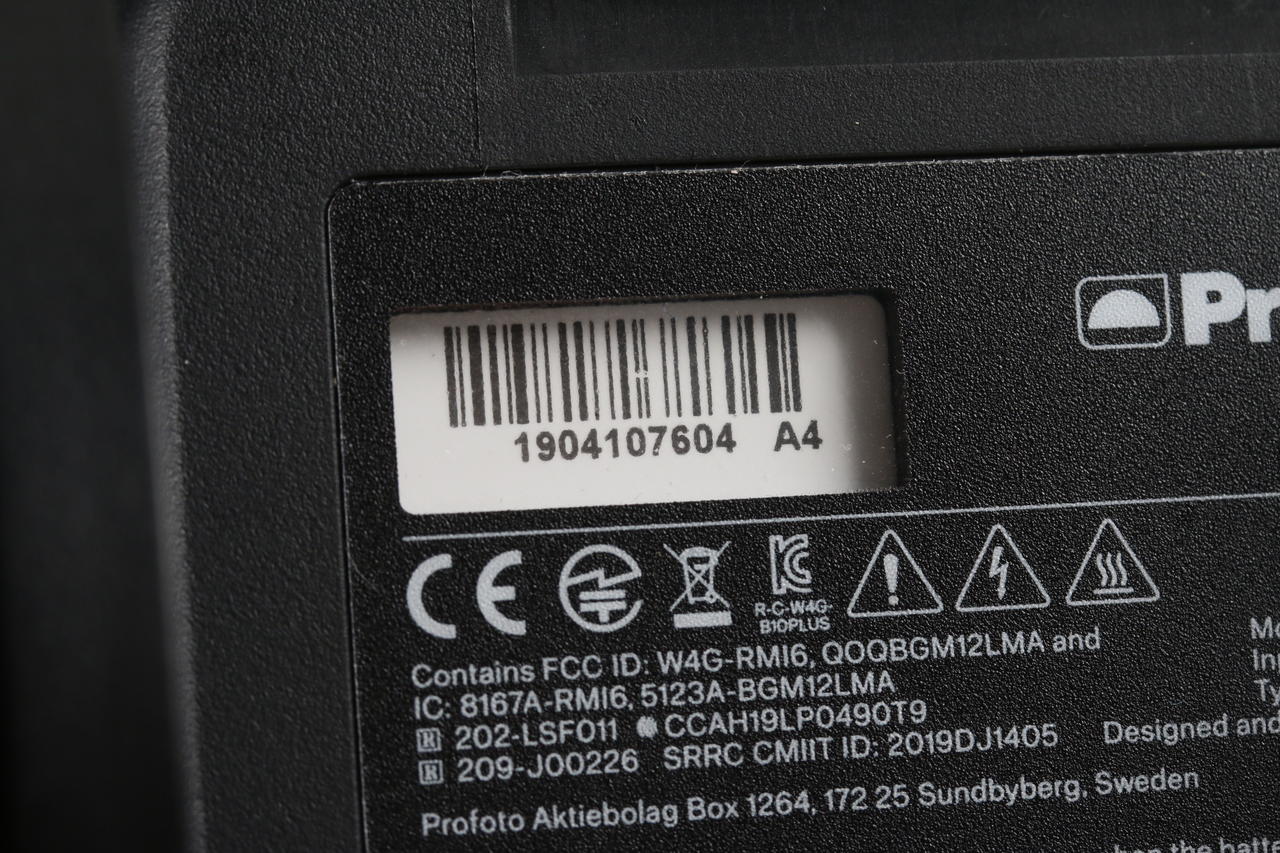 1904107604 A4
CE
R-C-W4G-
B10PLUS
Contains FCC ID: W4G-RMI6, QOQBGM12LMA and
IC: 8167A-RMI6, 5123A-BGM12LMA
R 202-LSF011 CCAH19LP0490T9
R 209-J00226 SRRC CMIIT ID: 2019DJ1405
Designed and
Profoto Aktiebolag Box 1264, 172 25 Sundbyberg, Sweden